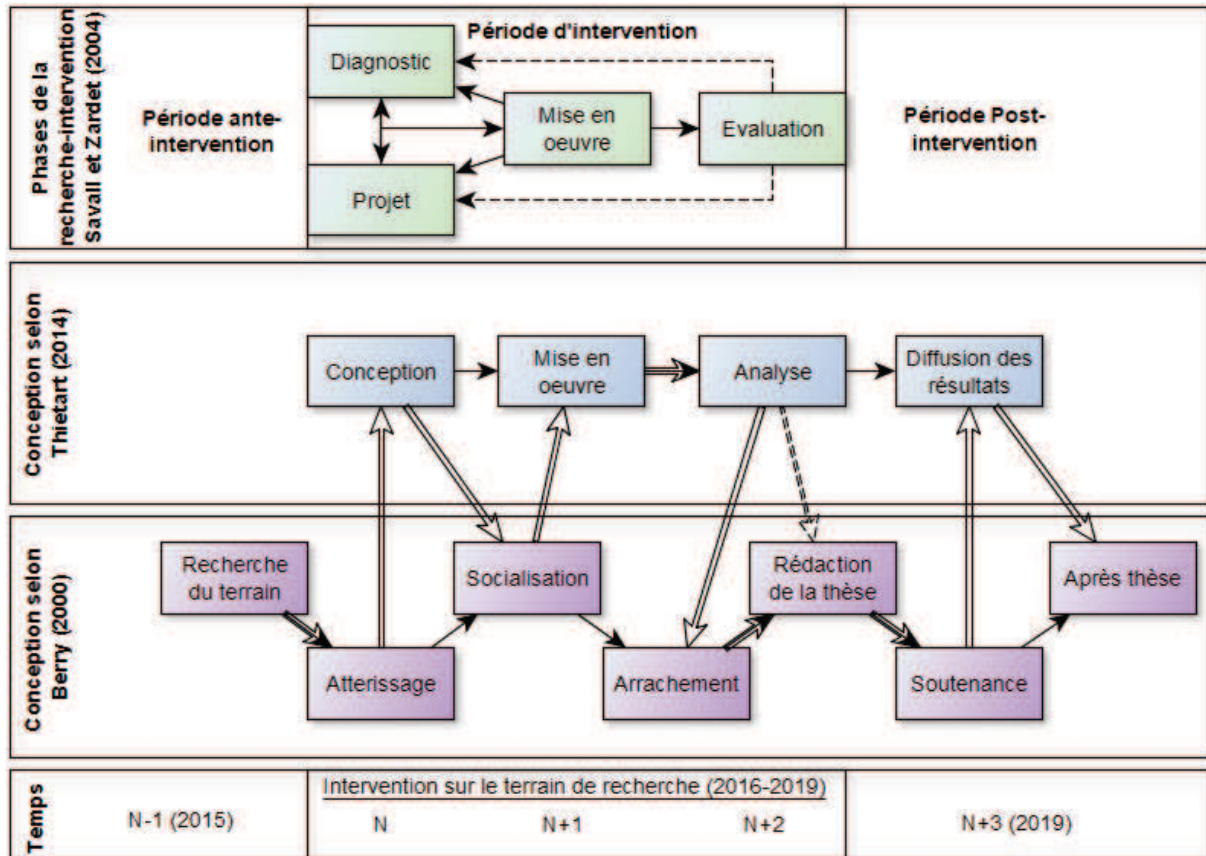 Phases de la
recherche-intervention
Savall et Zardet (2004)
Période ante-
intervention
Période d'intervention
Diagnostic
Mise en
oeuvre
Evaluation
Projet
Période Post-
intervention
Conception selon
Thietart (2014)
Conception
Mise en
oeuvre
Analyse
Diffusion des
résultats
Conception selon
Berry (2000)
Recherche
du terrain
Socialisation
Rédaction
de la thèse
Après thèse
Atterissage
Arrachement
Soutenance
Temps
Intervention sur le terrain de recherche (2016-2019)
N-1 (2015)
N
N+1
N+2
N+3 (2019)